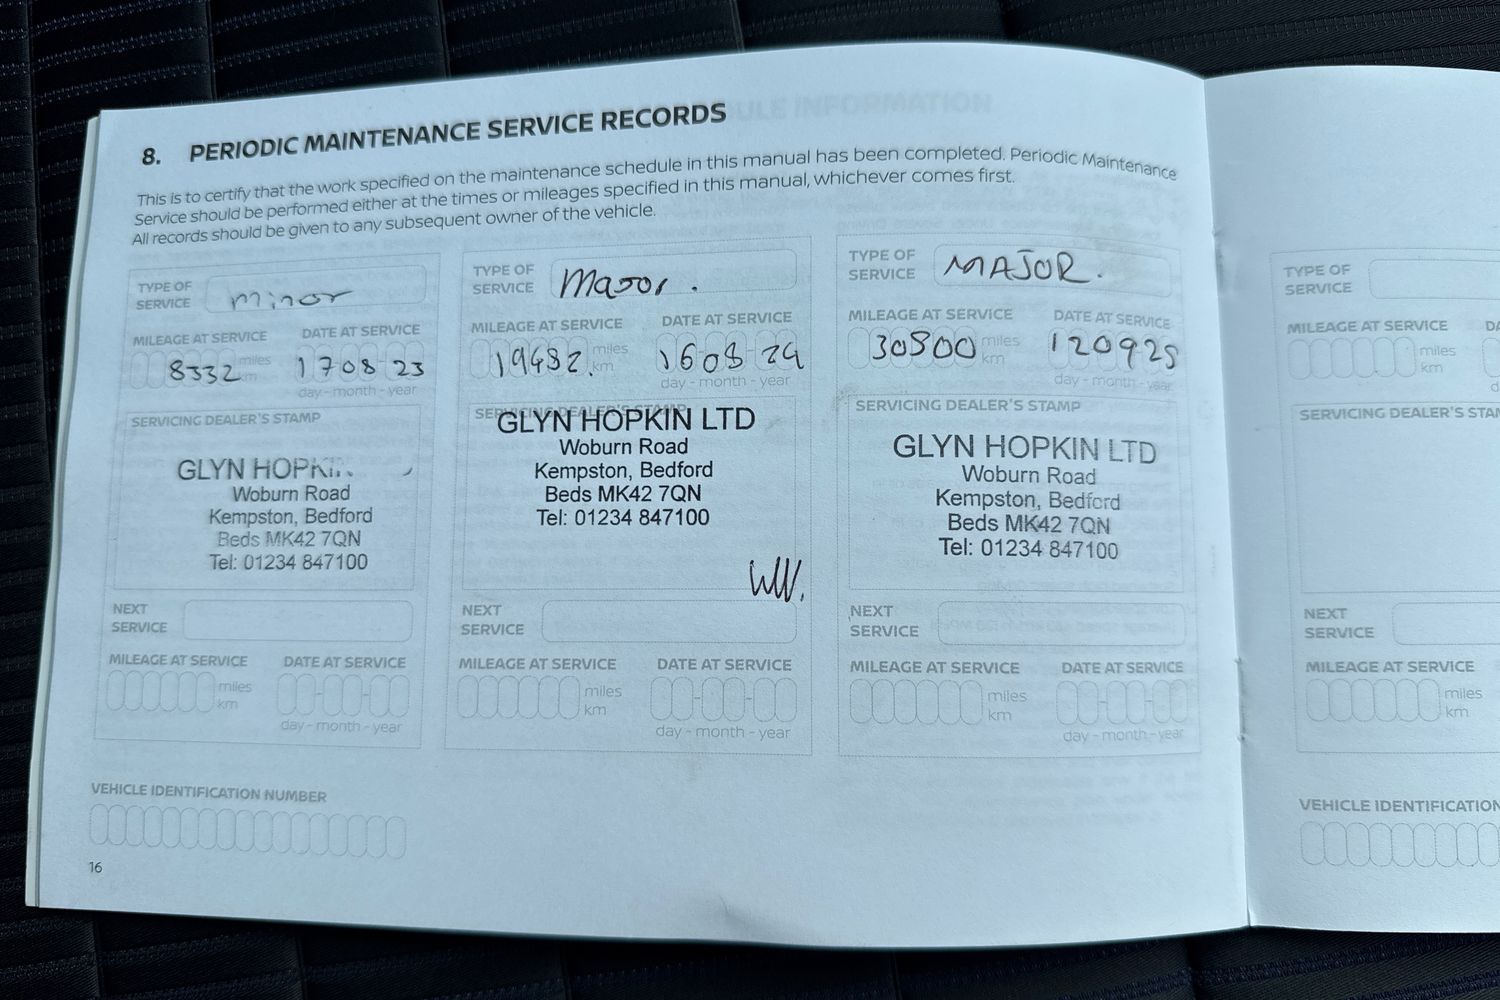 8. PERIODIC MAINTENANCE SERVICE RECORDS
This is to certify that the work specified on the maintenance schedule in this manual has been completed. Periodic Maintenance
Service should be performed either at the times or mileages specified in this manual, whichever comes first.
All records should be given to any subsequent owner of the vehicle.
TYPE OF
SERVICE minor
MILEAGE AT SERVICE DATE AT SERVICE
8332 miles 17 08 23
km
day - month - year
SERVICING DEALER'S STAMP
GLYN HOPKIN
Woburn Road
Kempston, Bedford
Beds MK42 7QN
Tel: 01234 847100
NEXT
SERVICE
MILEAGE AT SERVICE DATE AT SERVICE
miles
km
day - month - year
TYPE OF
SERVICE Major.
MILEAGE AT SERVICE DATE AT SERVICE
19482. miles 16 08 24
km
day - month - year
SERVICING DEALER'S STAMP
GLYN HOPKIN LTD
Woburn Road
Kempston, Bedford
Beds MK42 7QN
Tel: 01234 847100
NEXT
SERVICE
MILEAGE AT SERVICE DATE AT SERVICE
miles
km
day - month - year
TYPE OF
SERVICE MAJOR.
MILEAGE AT SERVICE DATE AT SERVICE
miles 12 09 25
km
day - month - year
SERVICING DEALER'S STAMP
GLYN HOPKIN LTD
Woburn Road
Kempston, Bedford
Beds MK42 7QN
Tel: 01234 847100
NEXT
SERVICE
MILEAGE AT SERVICE DATE AT SERVICE
miles
km
day - month - year
VEHICLE IDENTIFICATION NUMBER
16
TYPE OF
SERVICE
MILEAGE AT SERVICE
miles
km
SERVICING DEALER'S
NEXT
SERVICE
MILEAGE AT SERVICE
miles
km
VEHICLE IDENTIFICATION